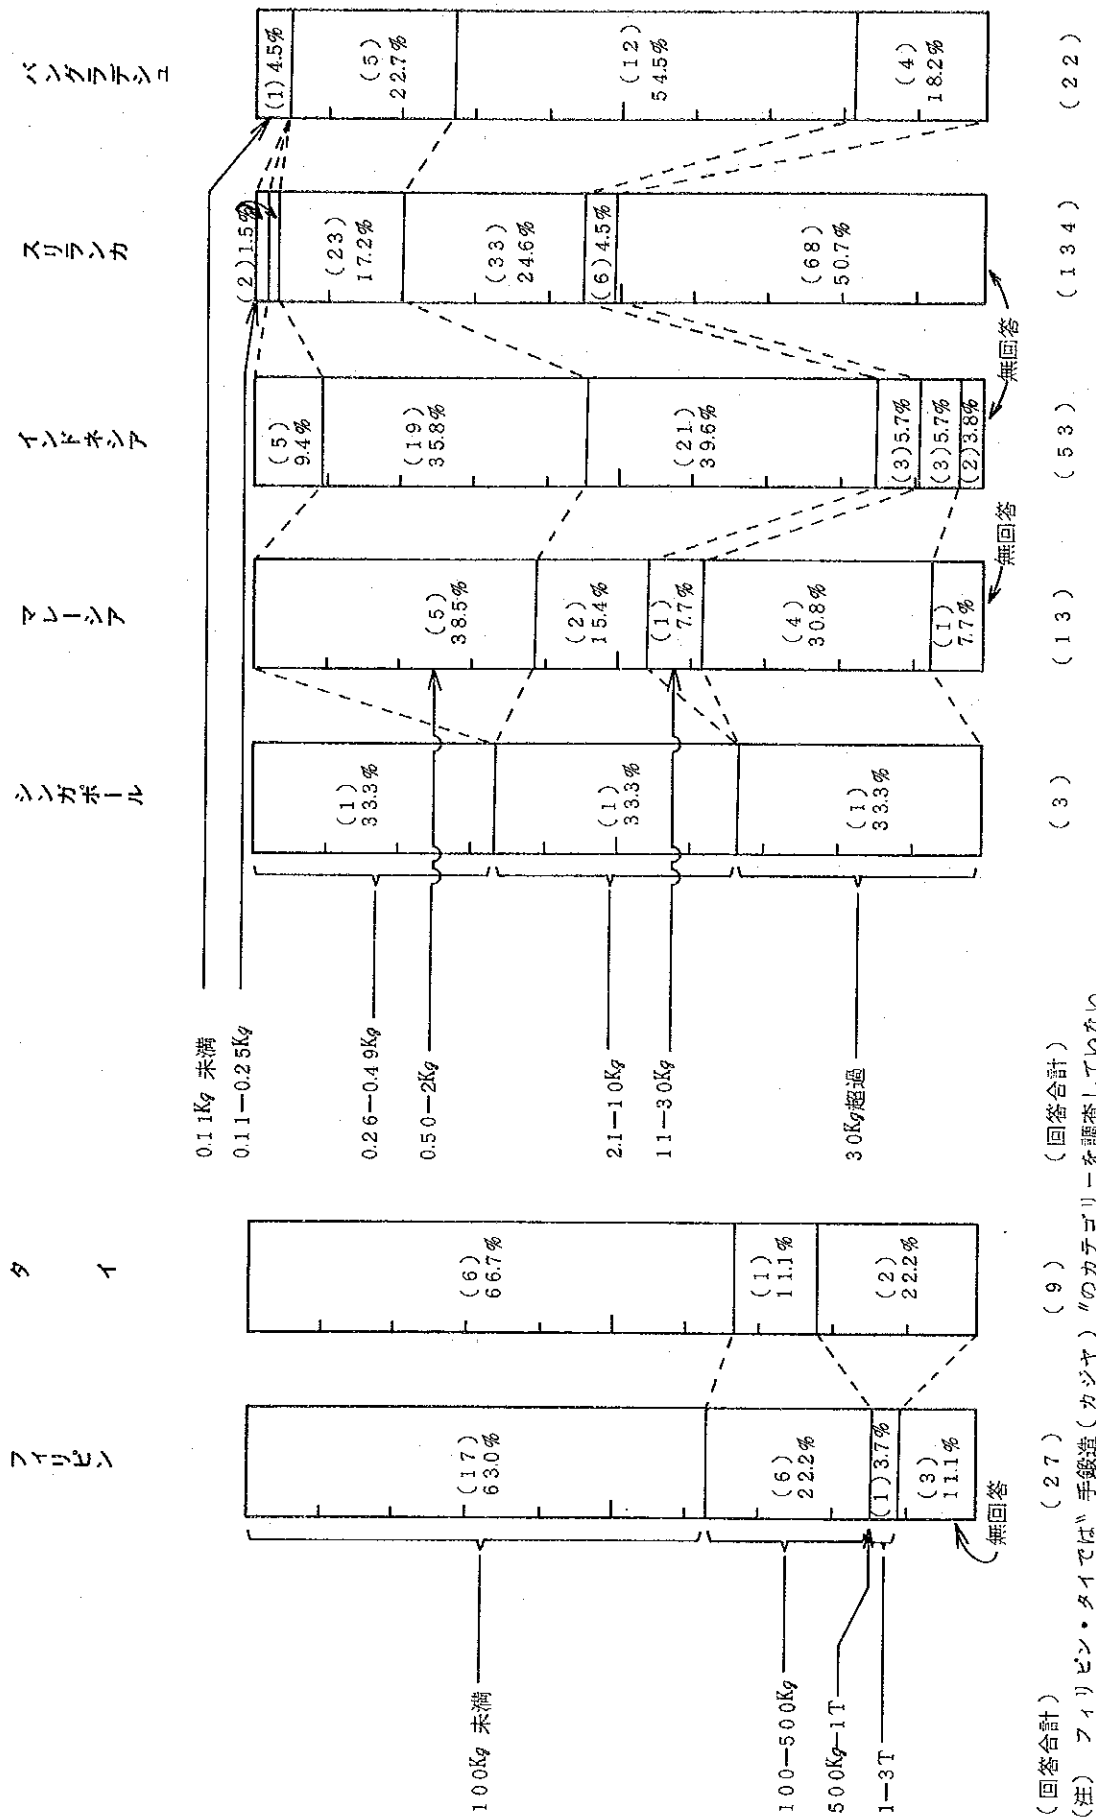 フィリピン
タイ
シンガポール
マレーシア
インドネシア
スリランカ
バングラデシュ
100Kg 未満
100-500Kg
500Kg-1T
1-3T
(17)
63.0%
(6)
22.2%
(1)3.7%
(3)
11.1%
無回答
(6)
66.7%
(1)
11.1%
(2)
22.2%
0.11Kg 未満
0.11-0.25Kg
0.26-0.49Kg
0.50-2Kg
2.1-10Kg
11-30Kg
30Kg超過
(1)
33.3%
(1)
33.3%
(1)
33.3%
(5)
38.5%
(2)
15.4%
(1)
7.7%
(4)
30.8%
(1)
7.7%
無回答
(5)
9.4%
(19)
35.8%
(21)
39.6%
(3)5.7%
(3)5.7%
(2)3.8%
無回答
(2)1.5%
(23)
17.2%
(33)
24.6%
(6)4.5%
(68)
50.7%
(1)4.5%
(5)
22.7%
(12)
54.5%
(4)
18.2%
(回答合計)
(27)
(9)
(回答合計)
(3)
(13)
(53)
(134)
(22)
(注) フィリピン・タイでは〝手鍛造(カジヤ)〞のカテゴリーを調査していない